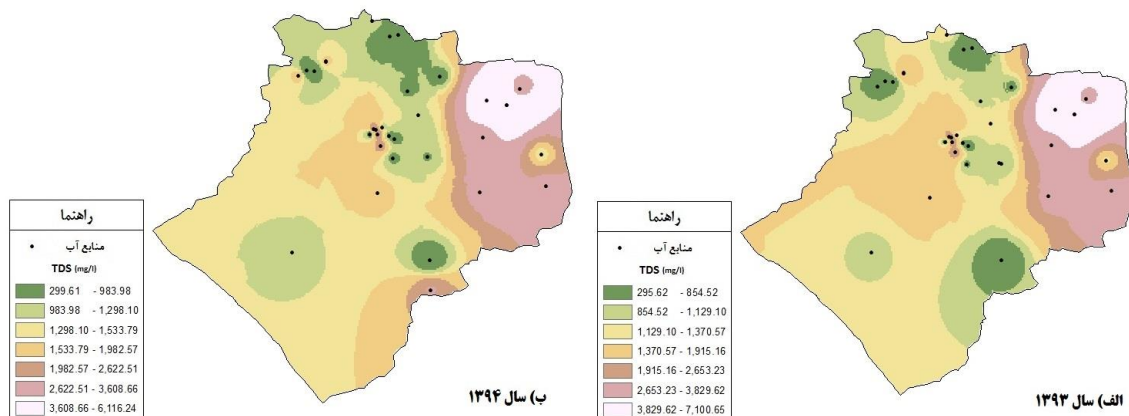 راهنما
منابع آب
TDS (mg/l)
299.61 - 983.98
983.98 - 1,298.10
1,298.10 - 1,533.79
1,533.79 - 1,982.57
1,982.57 - 2,622.51
2,622.51 - 3,608.66
3,608.66 - 6,116.24
ب) سال ۱۳۹۴
راهنما
منابع آب
TDS (mg/l)
295.62 - 854.52
854.52 - 1,129.10
1,129.10 - 1,370.57
1,370.57 - 1,915.16
1,915.16 - 2,653.23
2,653.23 - 3,829.62
3,829.62 - 7,100.65
الف) سال ۱۳۹۳